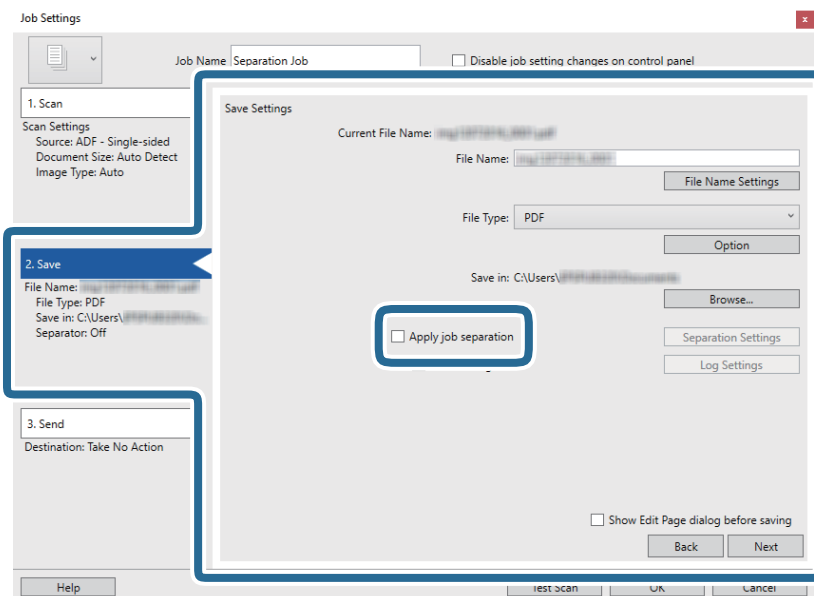 Job Settings
x
Job Name Separation Job
Disable job setting changes on control panel
1. Scan
Scan Settings
Source: ADF - Single-sided
Document Size: Auto Detect
Image Type: Auto
2. Save
File Name:
File Type: PDF
Save in: C:\Users\
Separator: Off
3. Send
Destination: Take No Action
Save Settings
Current File Name:
File Name:
File Name Settings
File Type: PDF
Option
Save in: C:\Users\
Browse...
Apply job separation
Separation Settings
Log Settings
Show Edit Page dialog before saving
Back
Next
Help
Test Scan
OK
Cancel